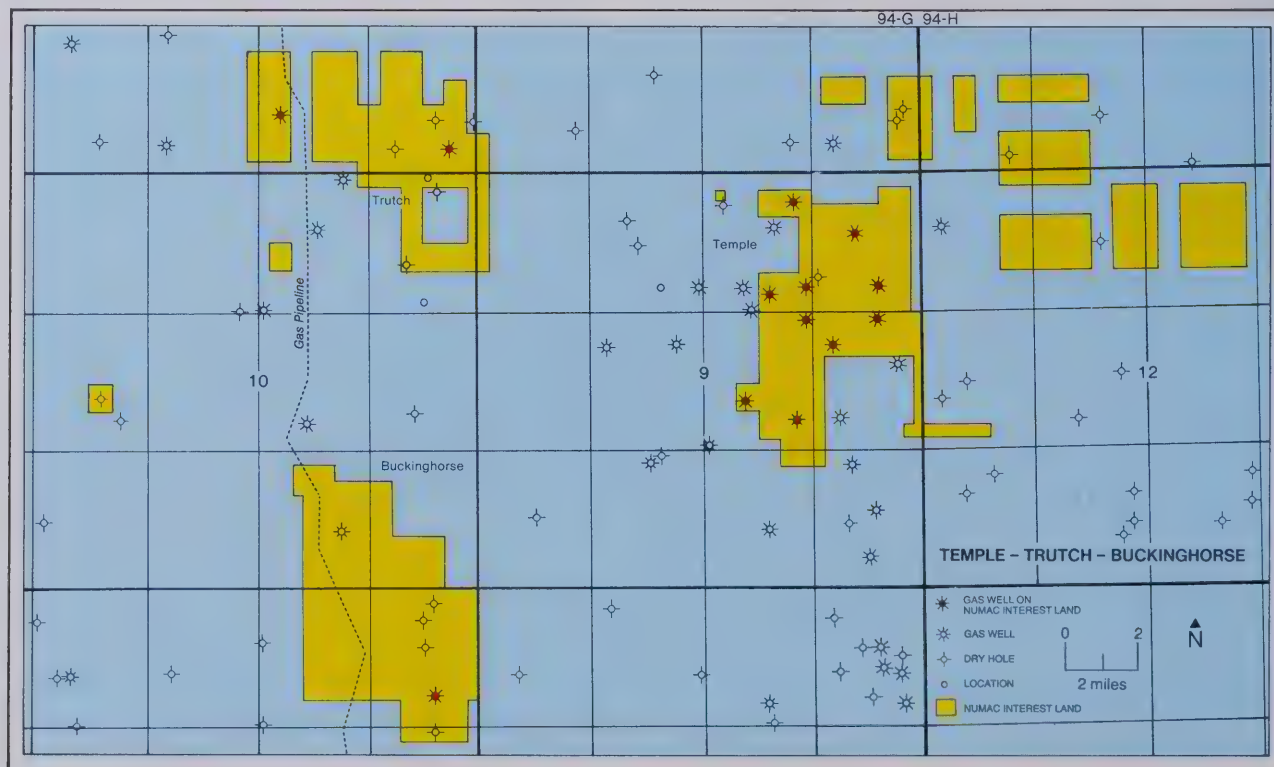 94-G 94-H
Trutch
Temple
Gas Pipeline
10
9
12
Buckinghorse
TEMPLE – TRUTCH – BUCKINGHORSE
GAS WELL ON
NUMAC INTEREST LAND
GAS WELL
DRY HOLE
LOCATION
NUMAC INTEREST LAND
0 2
2 miles
N